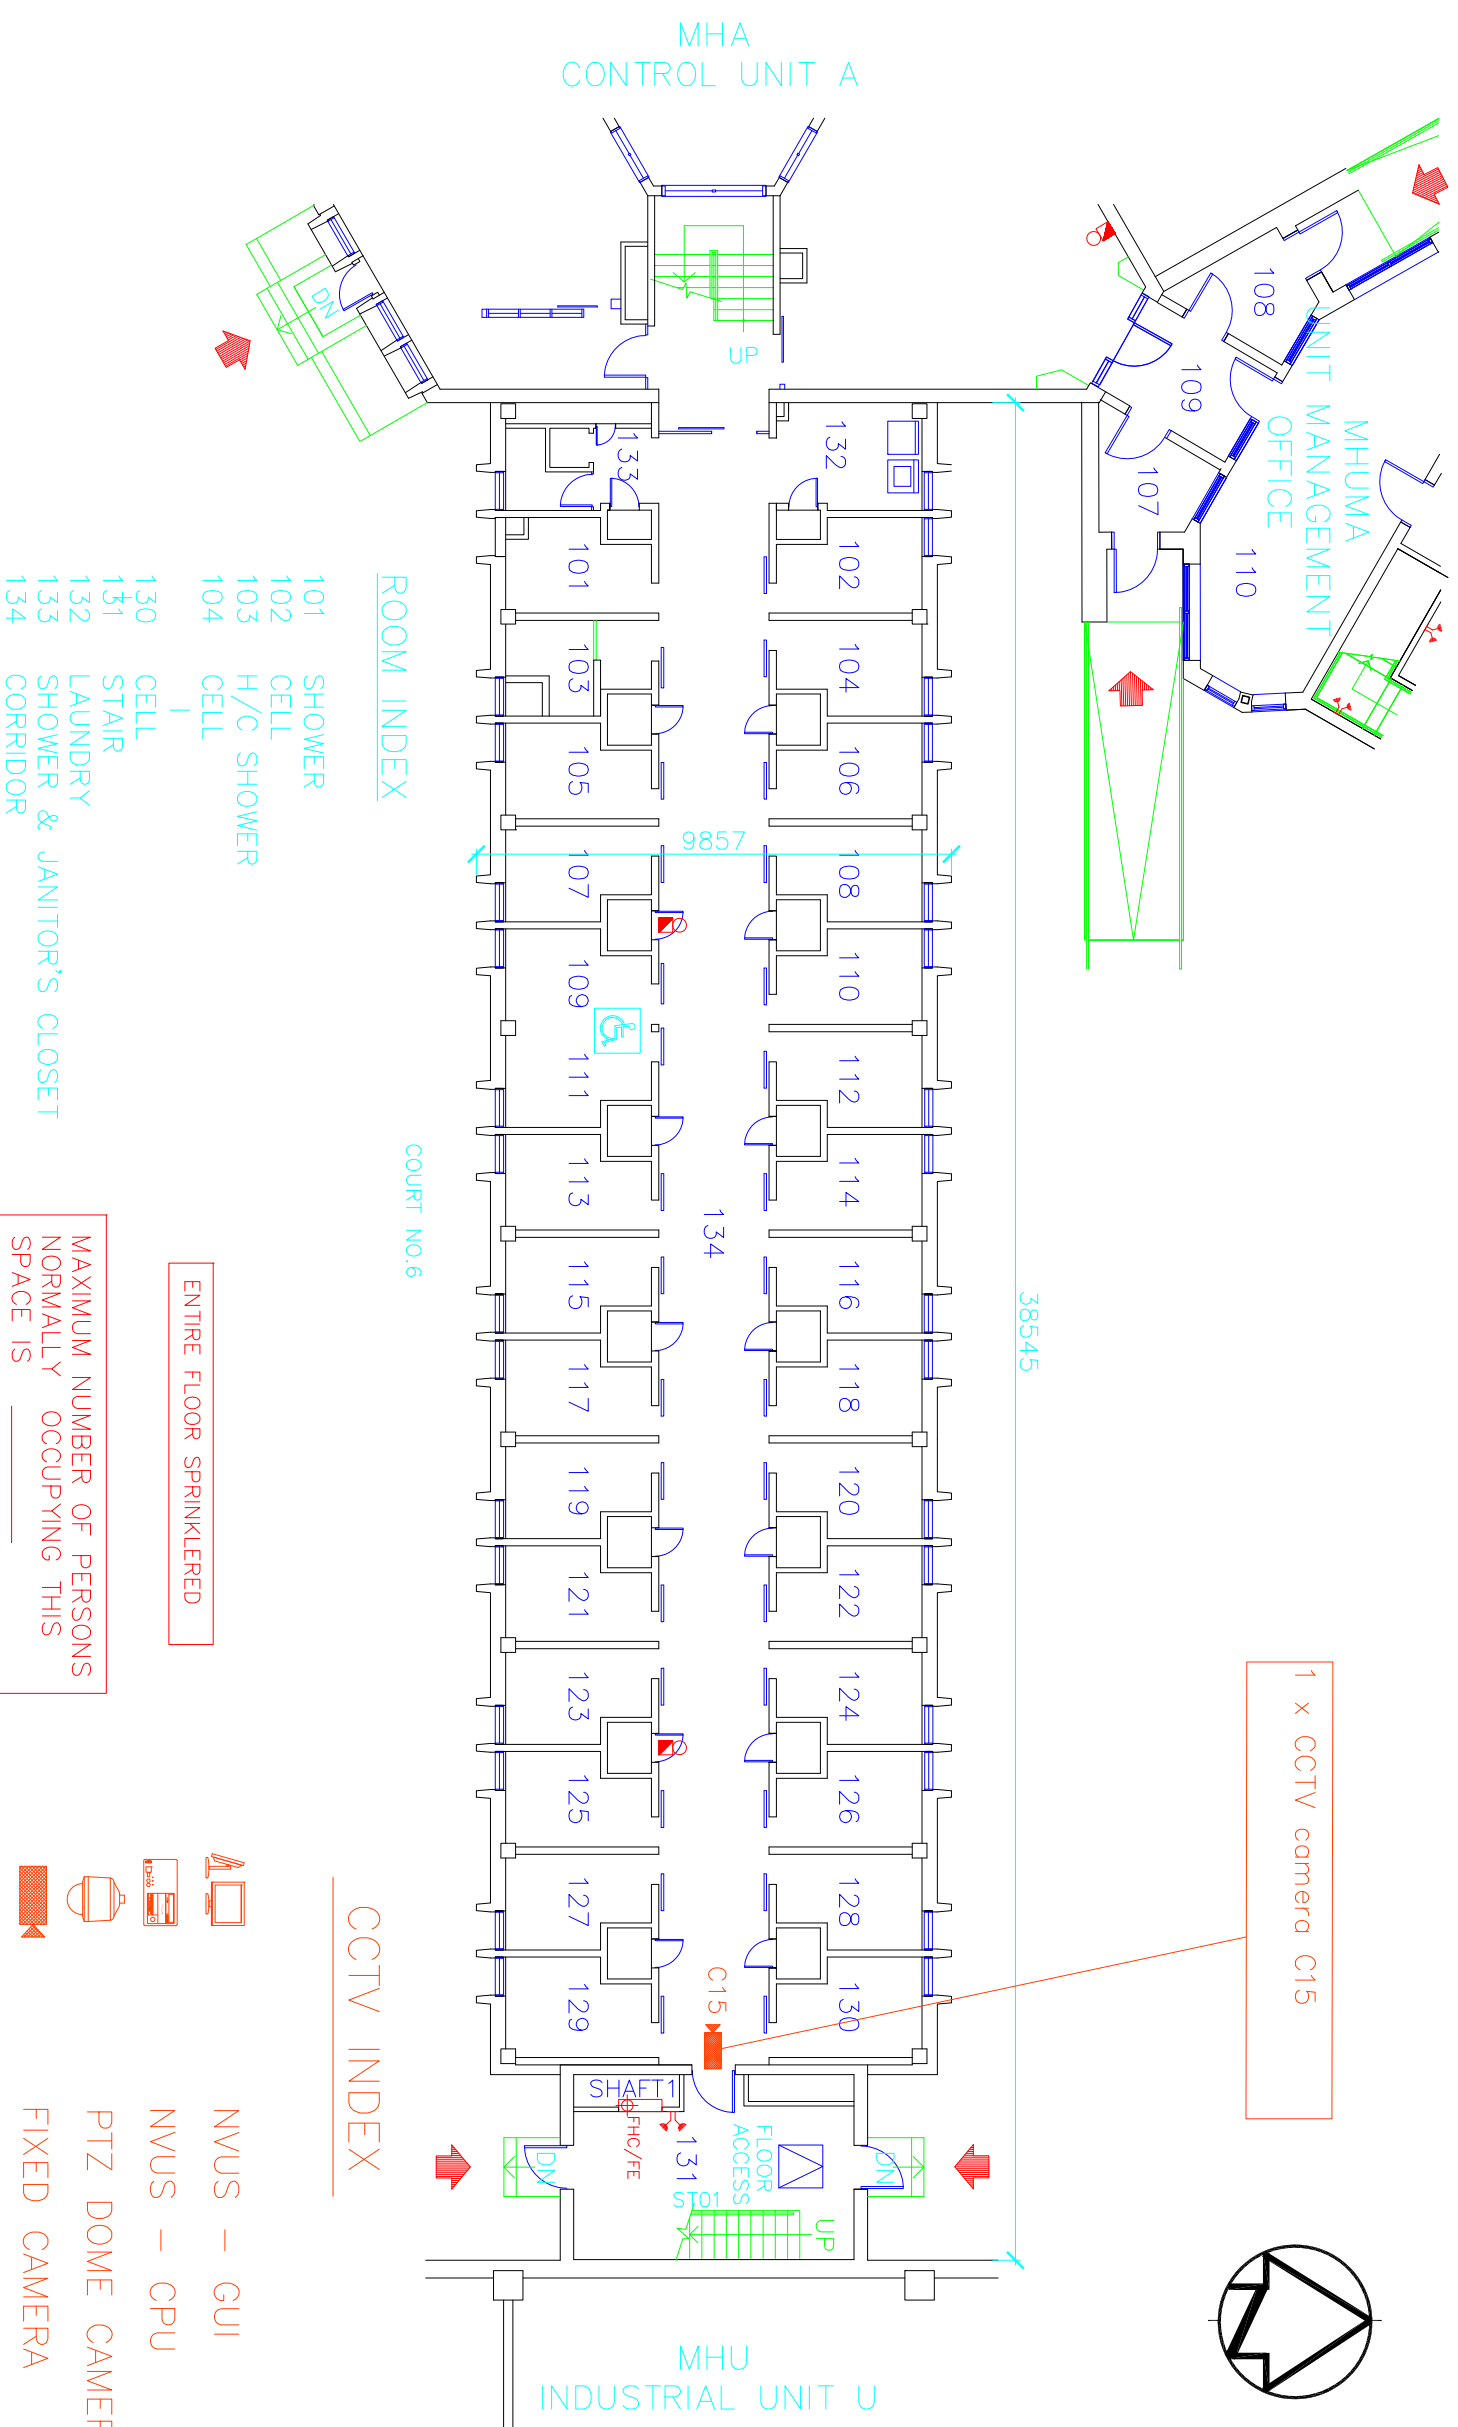 MHA
CONTROL UNIT A
MHUMA
UNIT MANAGEMENT
OFFICE
108
109
107
110
132
133
101
102
103
104
105
106
107
108
109
110
111
112
113
114
134
115
116
117
118
119
120
121
122
123
124
125
126
127
128
129
130
UP
DN
9857
38545
COURT NO.6
C15
1 x CCTV camera C15
SHAFT1
FHC/FE
131
ST01
FLOOR
ACCESS
DN
DN
UP
MHU
INDUSTRIAL UNIT U
ROOM INDEX
101 SHOWER
102 CELL
103 H/C SHOWER
104 CELL
130 CELL
131 STAIR
132 LAUNDRY
133 SHOWER & JANITOR'S CLOSET
134 CORRIDOR
ENTIRE FLOOR SPRINKLERED
MAXIMUM NUMBER OF PERSONS
NORMALLY OCCUPYING THIS
SPACE IS
CCTV INDEX
NVUS - GUI
NVUS - CPU
PTZ DOME CAMER
FIXED CAMERA